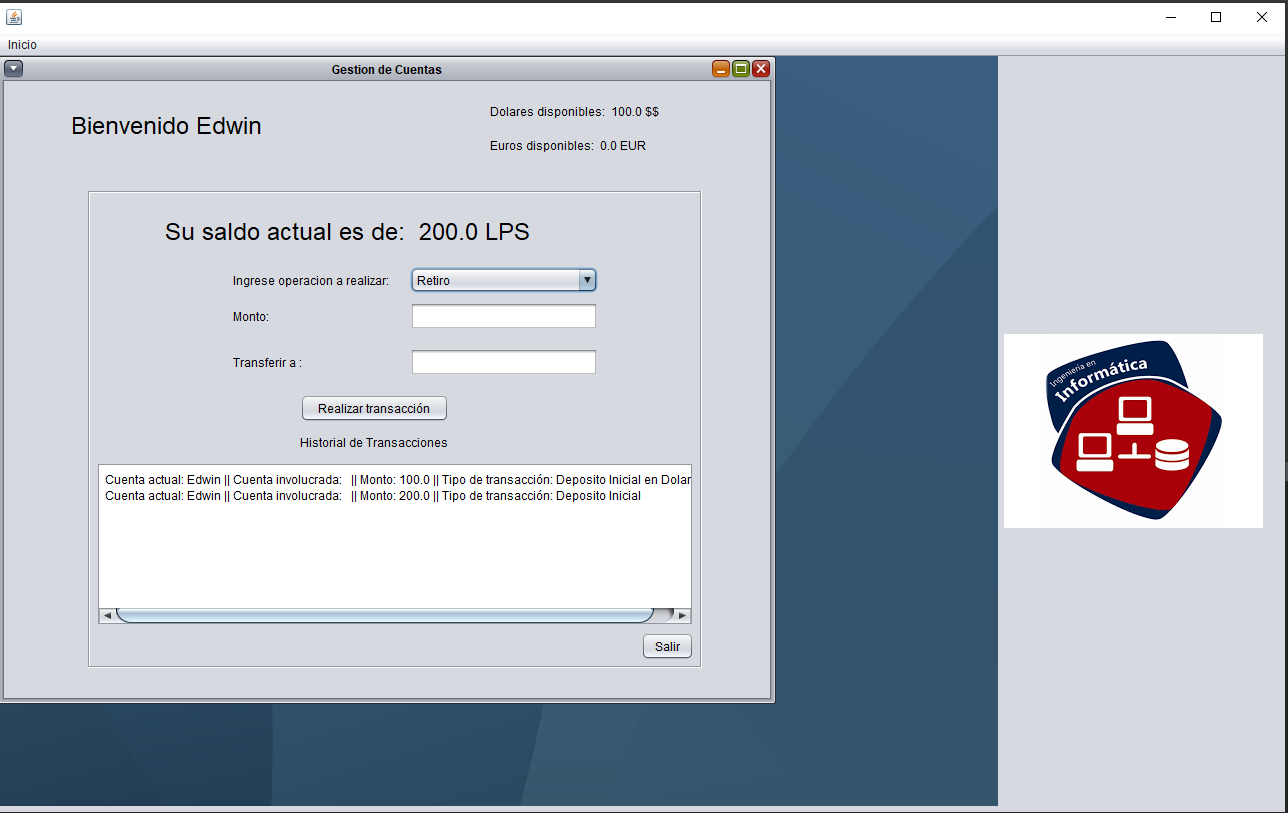 Inicio
Gestion de Cuentas
Bienvenido Edwin
Dolares disponibles: 100.0 $$
Euros disponibles: 0.0 EUR
Su saldo actual es de: 200.0 LPS
Ingrese operacion a realizar: Retiro
Monto:
Transferir a :
Realizar transacción
Historial de Transacciones
Cuenta actual: Edwin || Cuenta involucrada: || Monto: 100.0 || Tipo de transacción: Deposito Inicial en Dolar
Cuenta actual: Edwin || Cuenta involucrada: || Monto: 200.0 || Tipo de transacción: Deposito Inicial
Salir
Ingeniería en
Informática